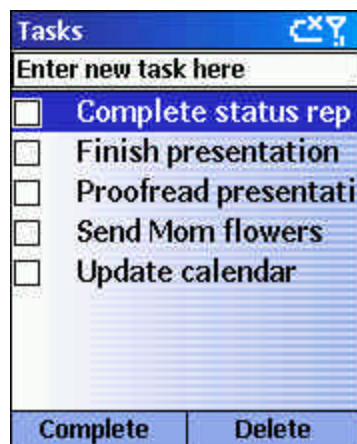 Tasks
Enter new task here
Complete status rep
Finish presentation
Proofread presentati
Send Mom flowers
Update calendar
Complete Delete